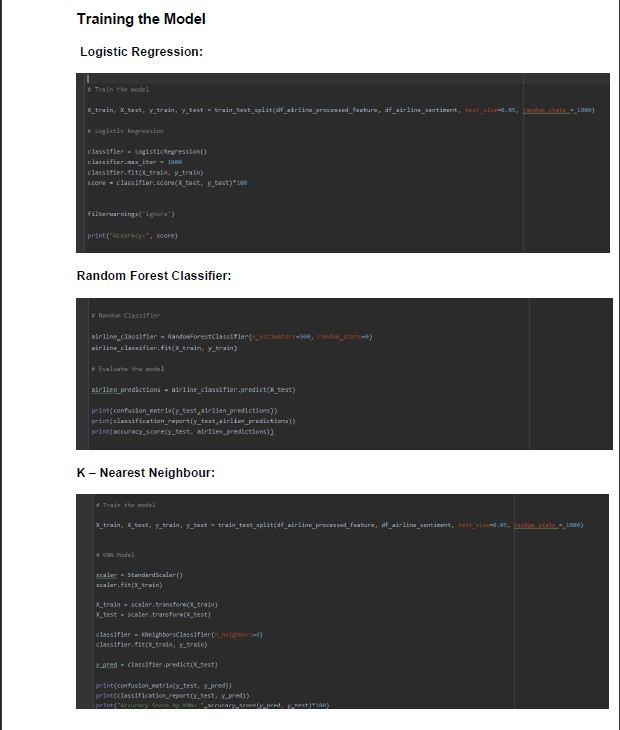 Training the Model
Logistic Regression:
# Train the model
X_train, X_test, y_train, y_test = train_test_split(df_airline_processed_feature, df_airline_sentiment, test_size=0.05, random_state = 1000)
# Logistic Regression
classifier = LogisticRegression()
classifier.max_iter = 1000
classifier.fit(X_train, y_train)
score = classifier.score(X_test, y_test)*100
filterwarnings('ignore')
print("Accuracy:", score)
Random Forest Classifier:
# Random Classifier
airline_classifier = RandomForestClassifier(n_estimators=500, random_state=0)
airline_classifier.fit(X_train, y_train)
# Evaluate the model
airlien_predictions = airline_classifier.predict(X_test)
print(confusion_matrix(y_test,airlien_predictions))
print(classification_report(y_test,airlien_predictions))
print(accuracy_score(y_test, airlien_predictions))
K – Nearest Neighbour:
# Train the model
X_train, X_test, y_train, y_test = train_test_split(df_airline_processed_feature, df_airline_sentiment, test_size=0.05, random_state = 1000)
# KNN Model
scaler = StandardScaler()
scaler.fit(X_train)
X_train = scaler.transform(X_train)
X_test = scaler.transform(X_test)
classifier = KNeighborsClassifier(
classifier.fit(X_train, y_train)
y_pred = classifier.predict(X_test)
print(confusion_matrix(y_test, y_pred))
print(classification_report(y_test, y_pred))
print("Accuracy Score by KNN: ",accuracy_score(y_pred, y_test)*100)